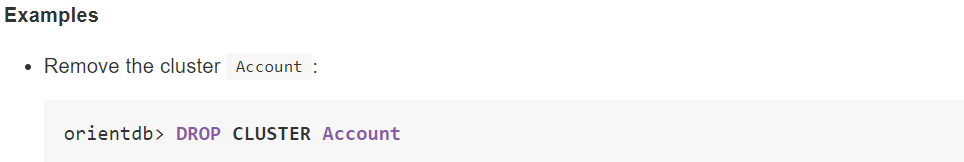 Examples
• Remove the cluster Account :
orientdb> DROP CLUSTER Account